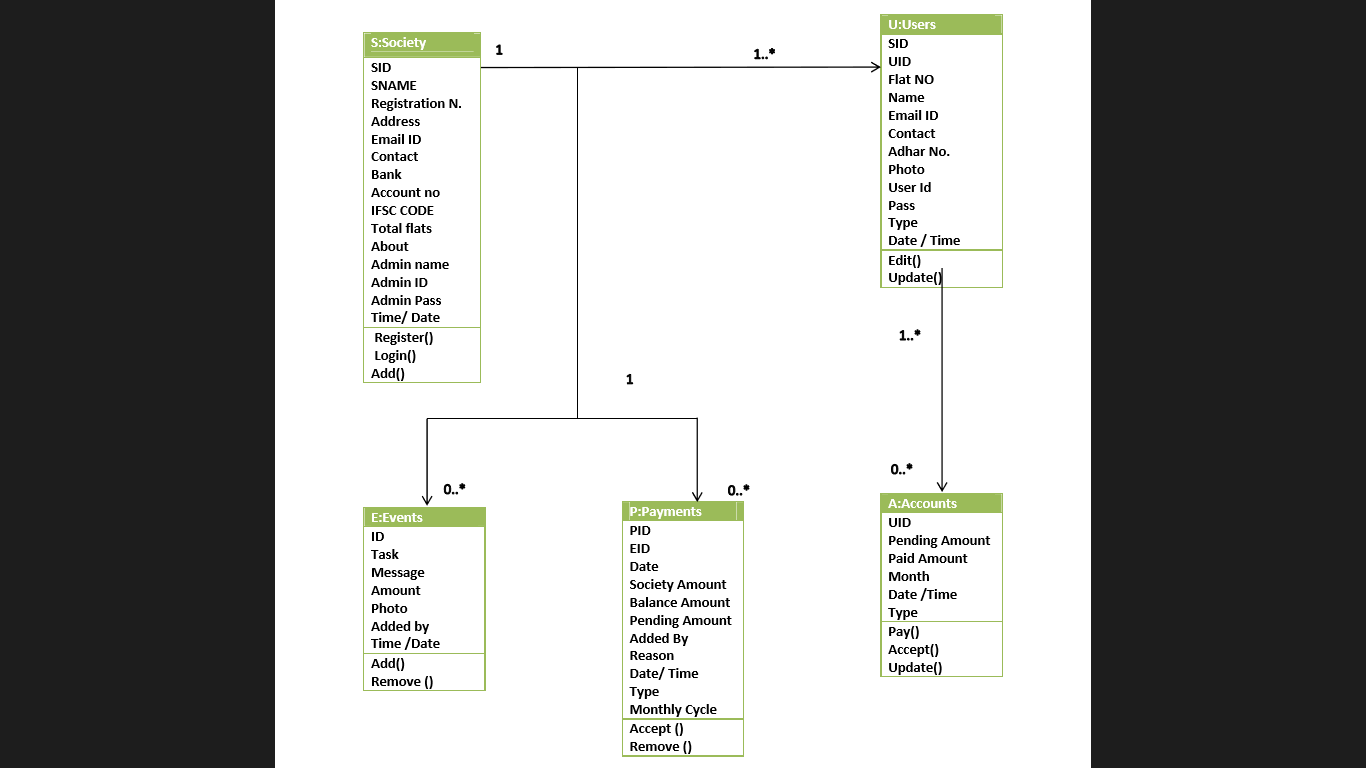 S:Society
SID
SNAME
Registration N.
Address
Email ID
Contact
Bank
Account no
IFSC CODE
Total flats
About
Admin name
Admin ID
Admin Pass
Time/ Date
Register()
Login()
Add()
1
1..*
U:Users
SID
UID
Flat NO
Name
Email ID
Contact
Adhar No.
Photo
User Id
Pass
Type
Date / Time
Edit()
Update()
1..*
0..*
1
0..*
0..*
E:Events
ID
Task
Message
Amount
Photo
Added by
Time /Date
Add()
Remove ()
P:Payments
PID
EID
Date
Society Amount
Balance Amount
Pending Amount
Added By
Reason
Date/ Time
Type
Monthly Cycle
Accept ()
Remove ()
A:Accounts
UID
Pending Amount
Paid Amount
Month
Date /Time
Type
Pay()
Accept()
Update()